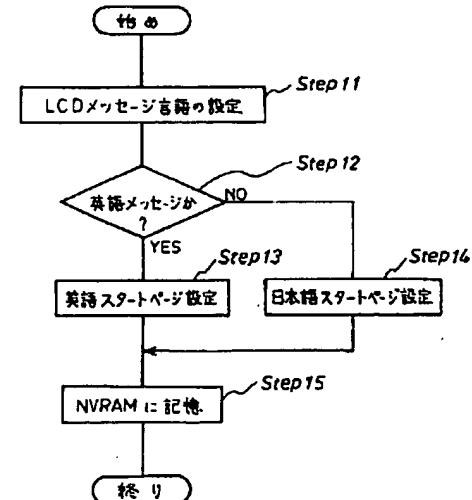 始め
Step 11
LCDメッセージ言語の設定
Step 12
英語メッセージか
?
NO
YES
Step 13
Step 14
英語スタートページ設定
日本語スタートページ設定
Step 15
NVRAMに記憶
終り